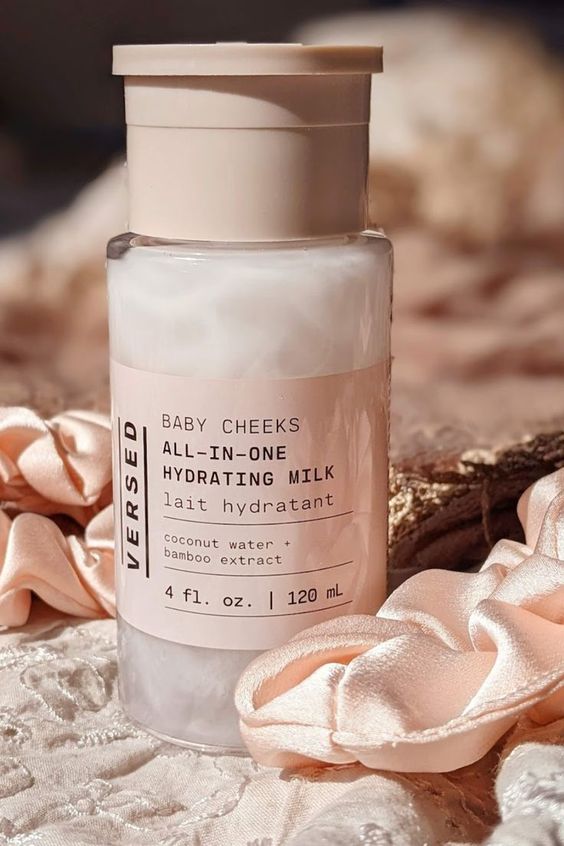 VERSED
BABY CHEEKS
ALL-IN-ONE
HYDRATING MILK
lait hydratant
coconut water +
bamboo extract
4 fl. oz. | 120 mL